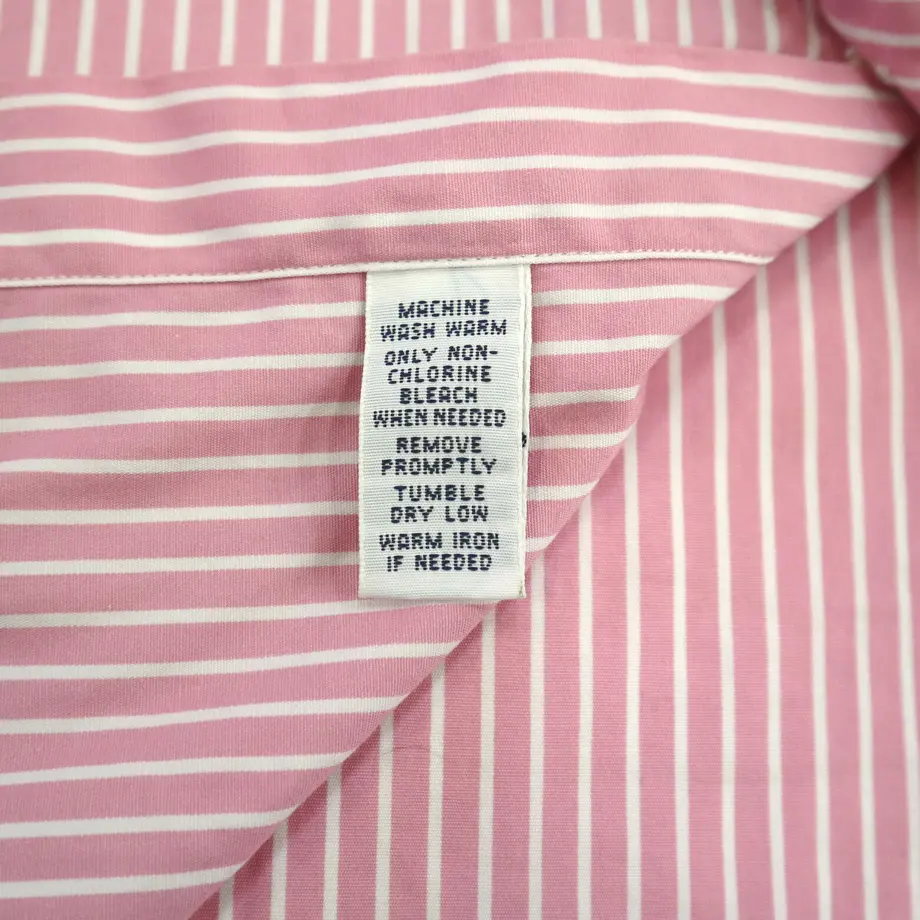 MACHINE
WASH WARM
ONLY NON-
CHLORINE
BLEACH
WHEN NEEDED
REMOVE
PROMPTLY
TUMBLE
DRY LOW
WARM IRON
IF NEEDED